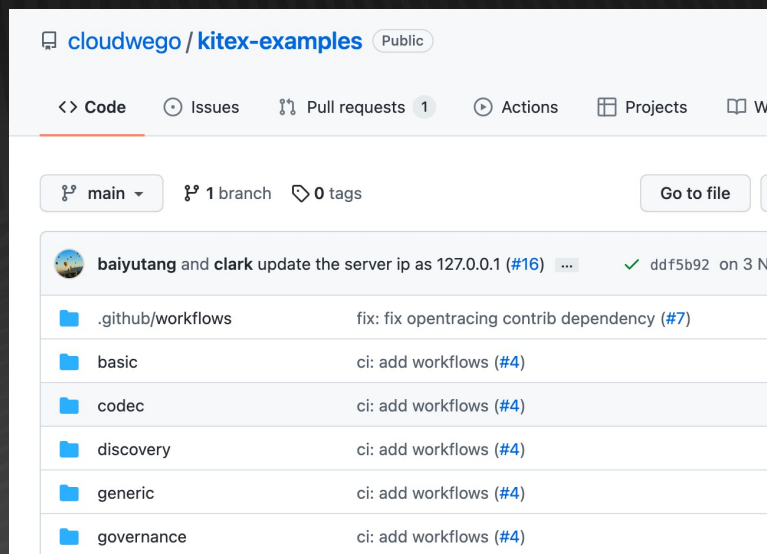 cloudwego / kitex-examples Public
<> Code Issues Pull requests 1 Actions Projects
main 1 branch 0 tags Go to file
baiyutang and clark update the server ip as 127.0.0.1 (#16) ... ddf5b92 on 3
.github/workflows fix: fix opentracing contrib dependency (#7)
basic ci: add workflows (#4)
codec ci: add workflows (#4)
discovery ci: add workflows (#4)
generic ci: add workflows (#4)
governance ci: add workflows (#4)